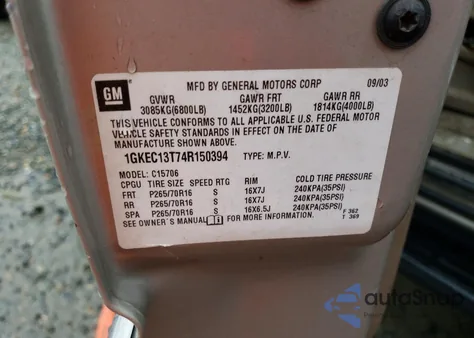 GM
MFD BY GENERAL MOTORS CORP 09/03
GVWR GAWR FRT GAWR RR
3085KG(6800LB) 1452KG(3200LB) 1814KG(4000LB)
THIS VEHICLE CONFORMS TO ALL APPLICABLE U.S. FEDERAL MOTOR
VEHICLE SAFETY STANDARDS IN EFFECT ON THE DATE OF
MANUFACTURE SHOWN ABOVE.
1GKEC13T74R150394 TYPE: M.P.V.
MODEL: C15706
CPGU TIRE SIZE SPEED RTG RIM COLD TIRE PRESSURE
FRT P265/70R16 S 16X7J 240KPA(35PSI)
RR P265/70R16 S 16X7J 240KPA(35PSI)
SPA P265/70R16 S 16X6.5J 240KPA(35PSI) F 362
SEE OWNER'S MANUAL FOR MORE INFORMATION. T 369
autoSnap